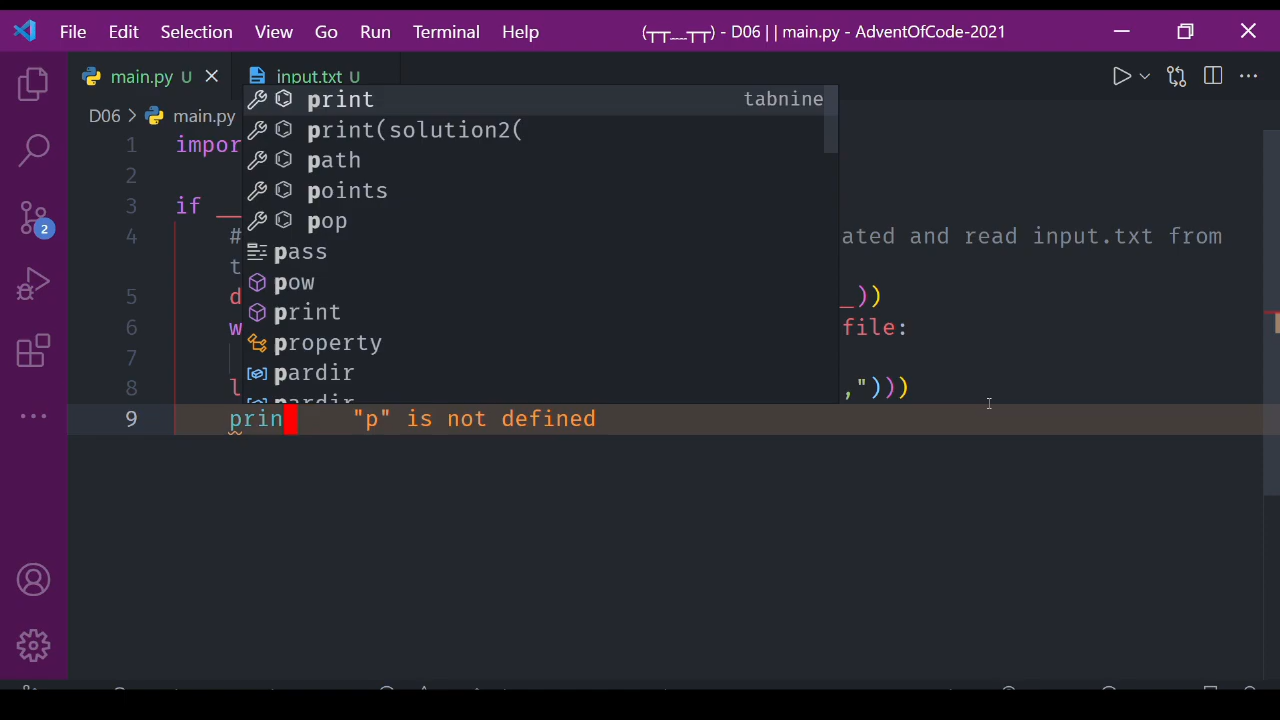 File Edit Selection View Go Run Terminal Help (┬┬﹏┬┬) - D06 | | main.py - AdventOfCode-2021
main.py U input.txt U
D06 > main.py
1 impor
2
3 if __
4 # ated and read input.txt from
t
5 d _))
6 w file:
7
8 l ,")))
9 prin "p" is not defined
print tabnine
print(solution2(
path
points
pop
pass
pow
print
property
pardir
pardir
2